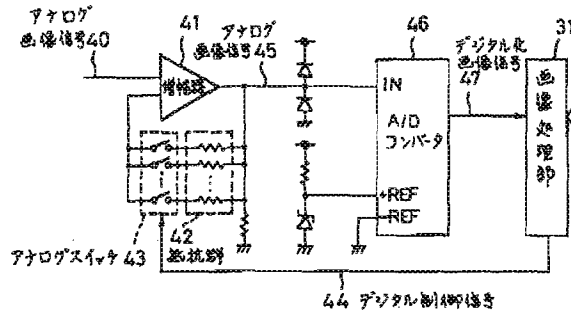 アナログ
画像信号40
41
増幅器
アナログ
画像信号45
46
IN
A/D
コンバータ
+REF
REF
デジタル化
画像信号
47
31
画像処理部
アナログスイッチ 43
42
抵抗群
44 デジタル制御信号